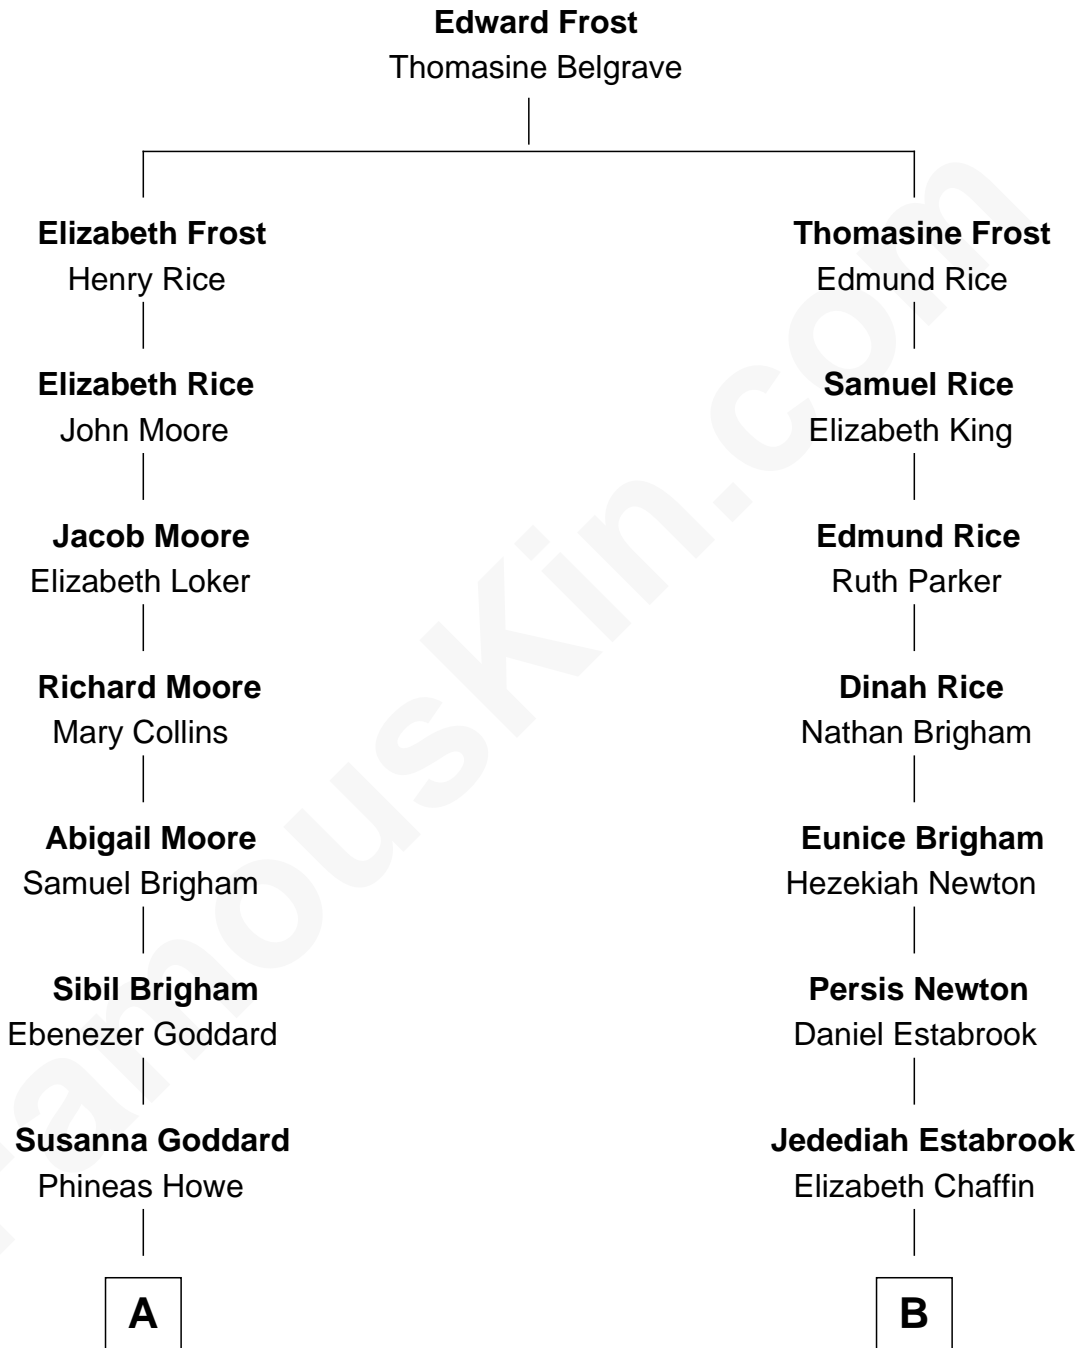 Edward Frost
Thomasine Belgrave
Elizabeth Frost
Henry Rice
Thomasine Frost
Edmund Rice
Elizabeth Rice
John Moore
Samuel Rice
Elizabeth King
Jacob Moore
Elizabeth Loker
Edmund Rice
Ruth Parker
Richard Moore
Mary Collins
Dinah Rice
Nathan Brigham
Abigail Moore
Samuel Brigham
Eunice Brigham
Hezekiah Newton
Sibil Brigham
Ebenezer Goddard
Persis Newton
Daniel Estabrook
Susanna Goddard
Phineas Howe
Jedediah Estabrook
Elizabeth Chaffin
A
B
FamousKin.com